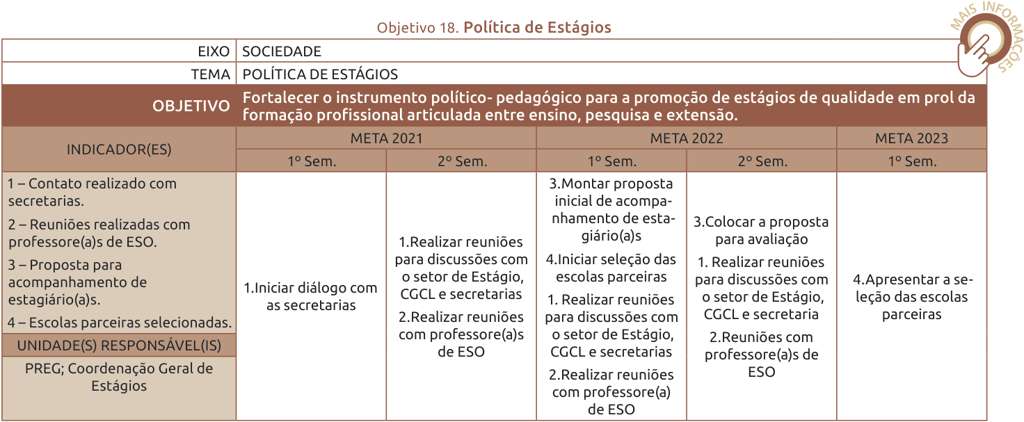 Objetivo 18. Política de Estágios
MAIS INFORMAÇÕES
EIXO SOCIEDADE
TEMA POLÍTICA DE ESTÁGIOS
OBJETIVO Fortalecer o instrumento político- pedagógico para a promoção de estágios de qualidade em prol da
formação profissional articulada entre ensino, pesquisa e extensão.
INDICADOR(ES)
META 2021
META 2022
META 2023
1º Sem.
2º Sem.
1º Sem.
2º Sem.
1º Sem.
1 – Contato realizado com
secretarias.
2 – Reuniões realizadas com
professore(a)s de ESO.
3 – Proposta para
acompanhamento de
estagiário(a)s.
4 – Escolas parceiras selecionadas.
UNIDADE(S) RESPONSÁVEL(IS)
PREG; Coordenação Geral de
Estágios
1.Iniciar diálogo com
as secretarias
1.Realizar reuniões
para discussões com
o setor de Estágio,
CGCL e secretarias
2.Realizar reuniões
com professore(a)s
de ESO
3.Montar proposta
inicial de acompa-
nhamento de esta-
giário(a)s
4.Iniciar seleção das
escolas parceiras
1. Realizar reuniões
para discussões com
o setor de Estágio,
CGCL e secretarias
2.Realizar reuniões
com professore(a)
de ESO
3.Colocar a proposta
para avaliação
1. Realizar reuniões
para discussões com
o setor de Estágio,
CGCL e secretaria
2.Reuniões com
professore(a)s de
ESO
4.Apresentar a se-
leção das escolas
parceiras